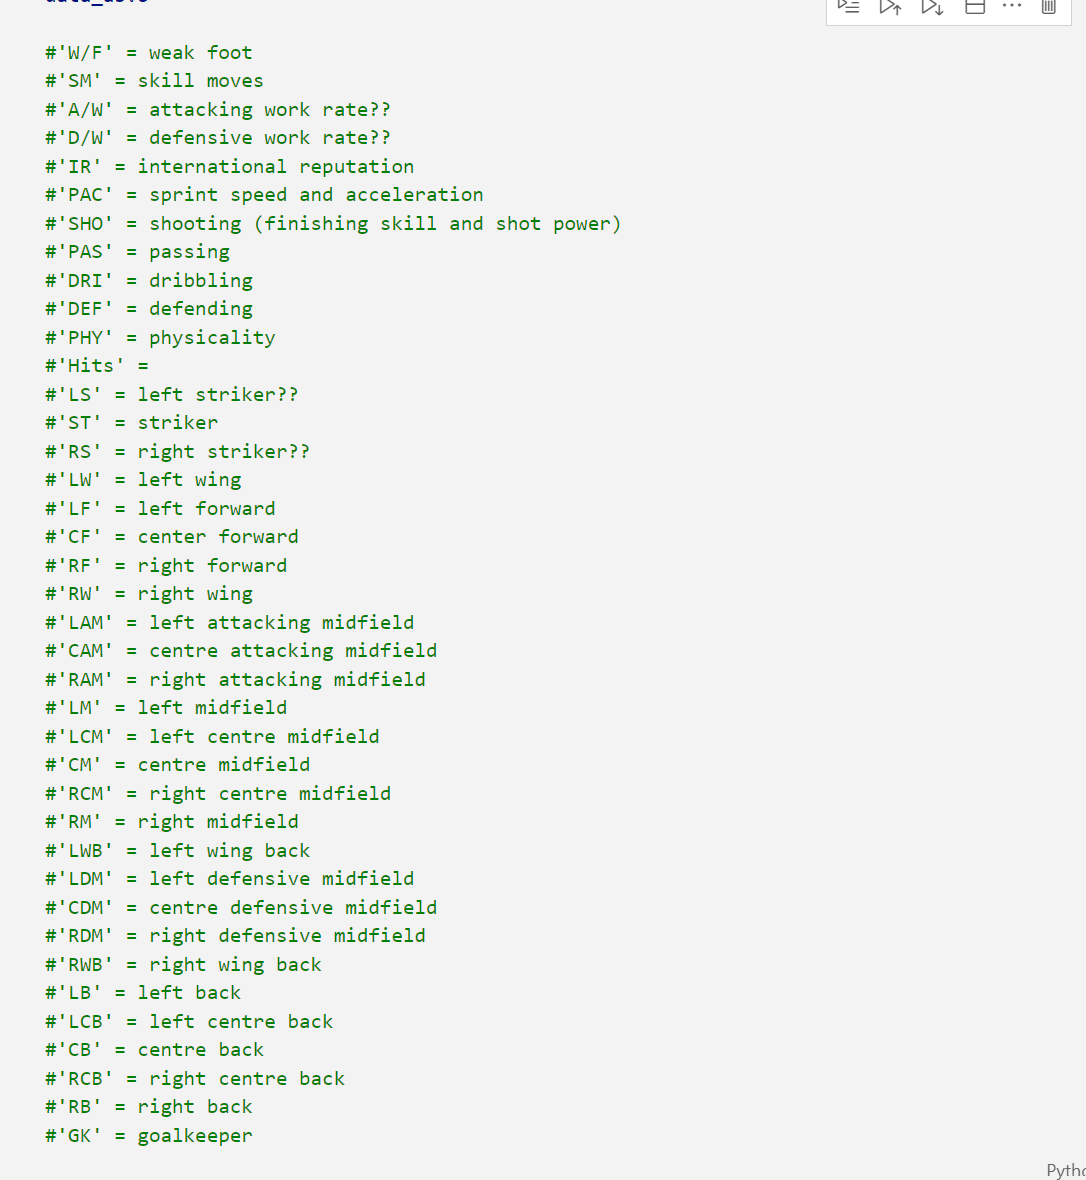 #'W/F' = weak foot
#'SM' = skill moves
#'A/W' = attacking work rate??
#'D/W' = defensive work rate??
#'IR' = international reputation
#'PAC' = sprint speed and acceleration
#'SHO' = shooting (finishing skill and shot power)
#'PAS' = passing
#'DRI' = dribbling
#'DEF' = defending
#'PHY' = physicality
#'Hits' =
#'LS' = left striker??
#'ST' = striker
#'RS' = right striker??
#'LW' = left wing
#'LF' = left forward
#'CF' = center forward
#'RF' = right forward
#'RW' = right wing
#'LAM' = left attacking midfield
#'CAM' = centre attacking midfield
#'RAM' = right attacking midfield
#'LM' = left midfield
#'LCM' = left centre midfield
#'CM' = centre midfield
#'RCM' = right centre midfield
#'RM' = right midfield
#'LWB' = left wing back
#'LDM' = left defensive midfield
#'CDM' = centre defensive midfield
#'RDM' = right defensive midfield
#'RWB' = right wing back
#'LB' = left back
#'LCB' = left centre back
#'CB' = centre back
#'RCB' = right centre back
#'RB' = right back
#'GK' = goalkeeper